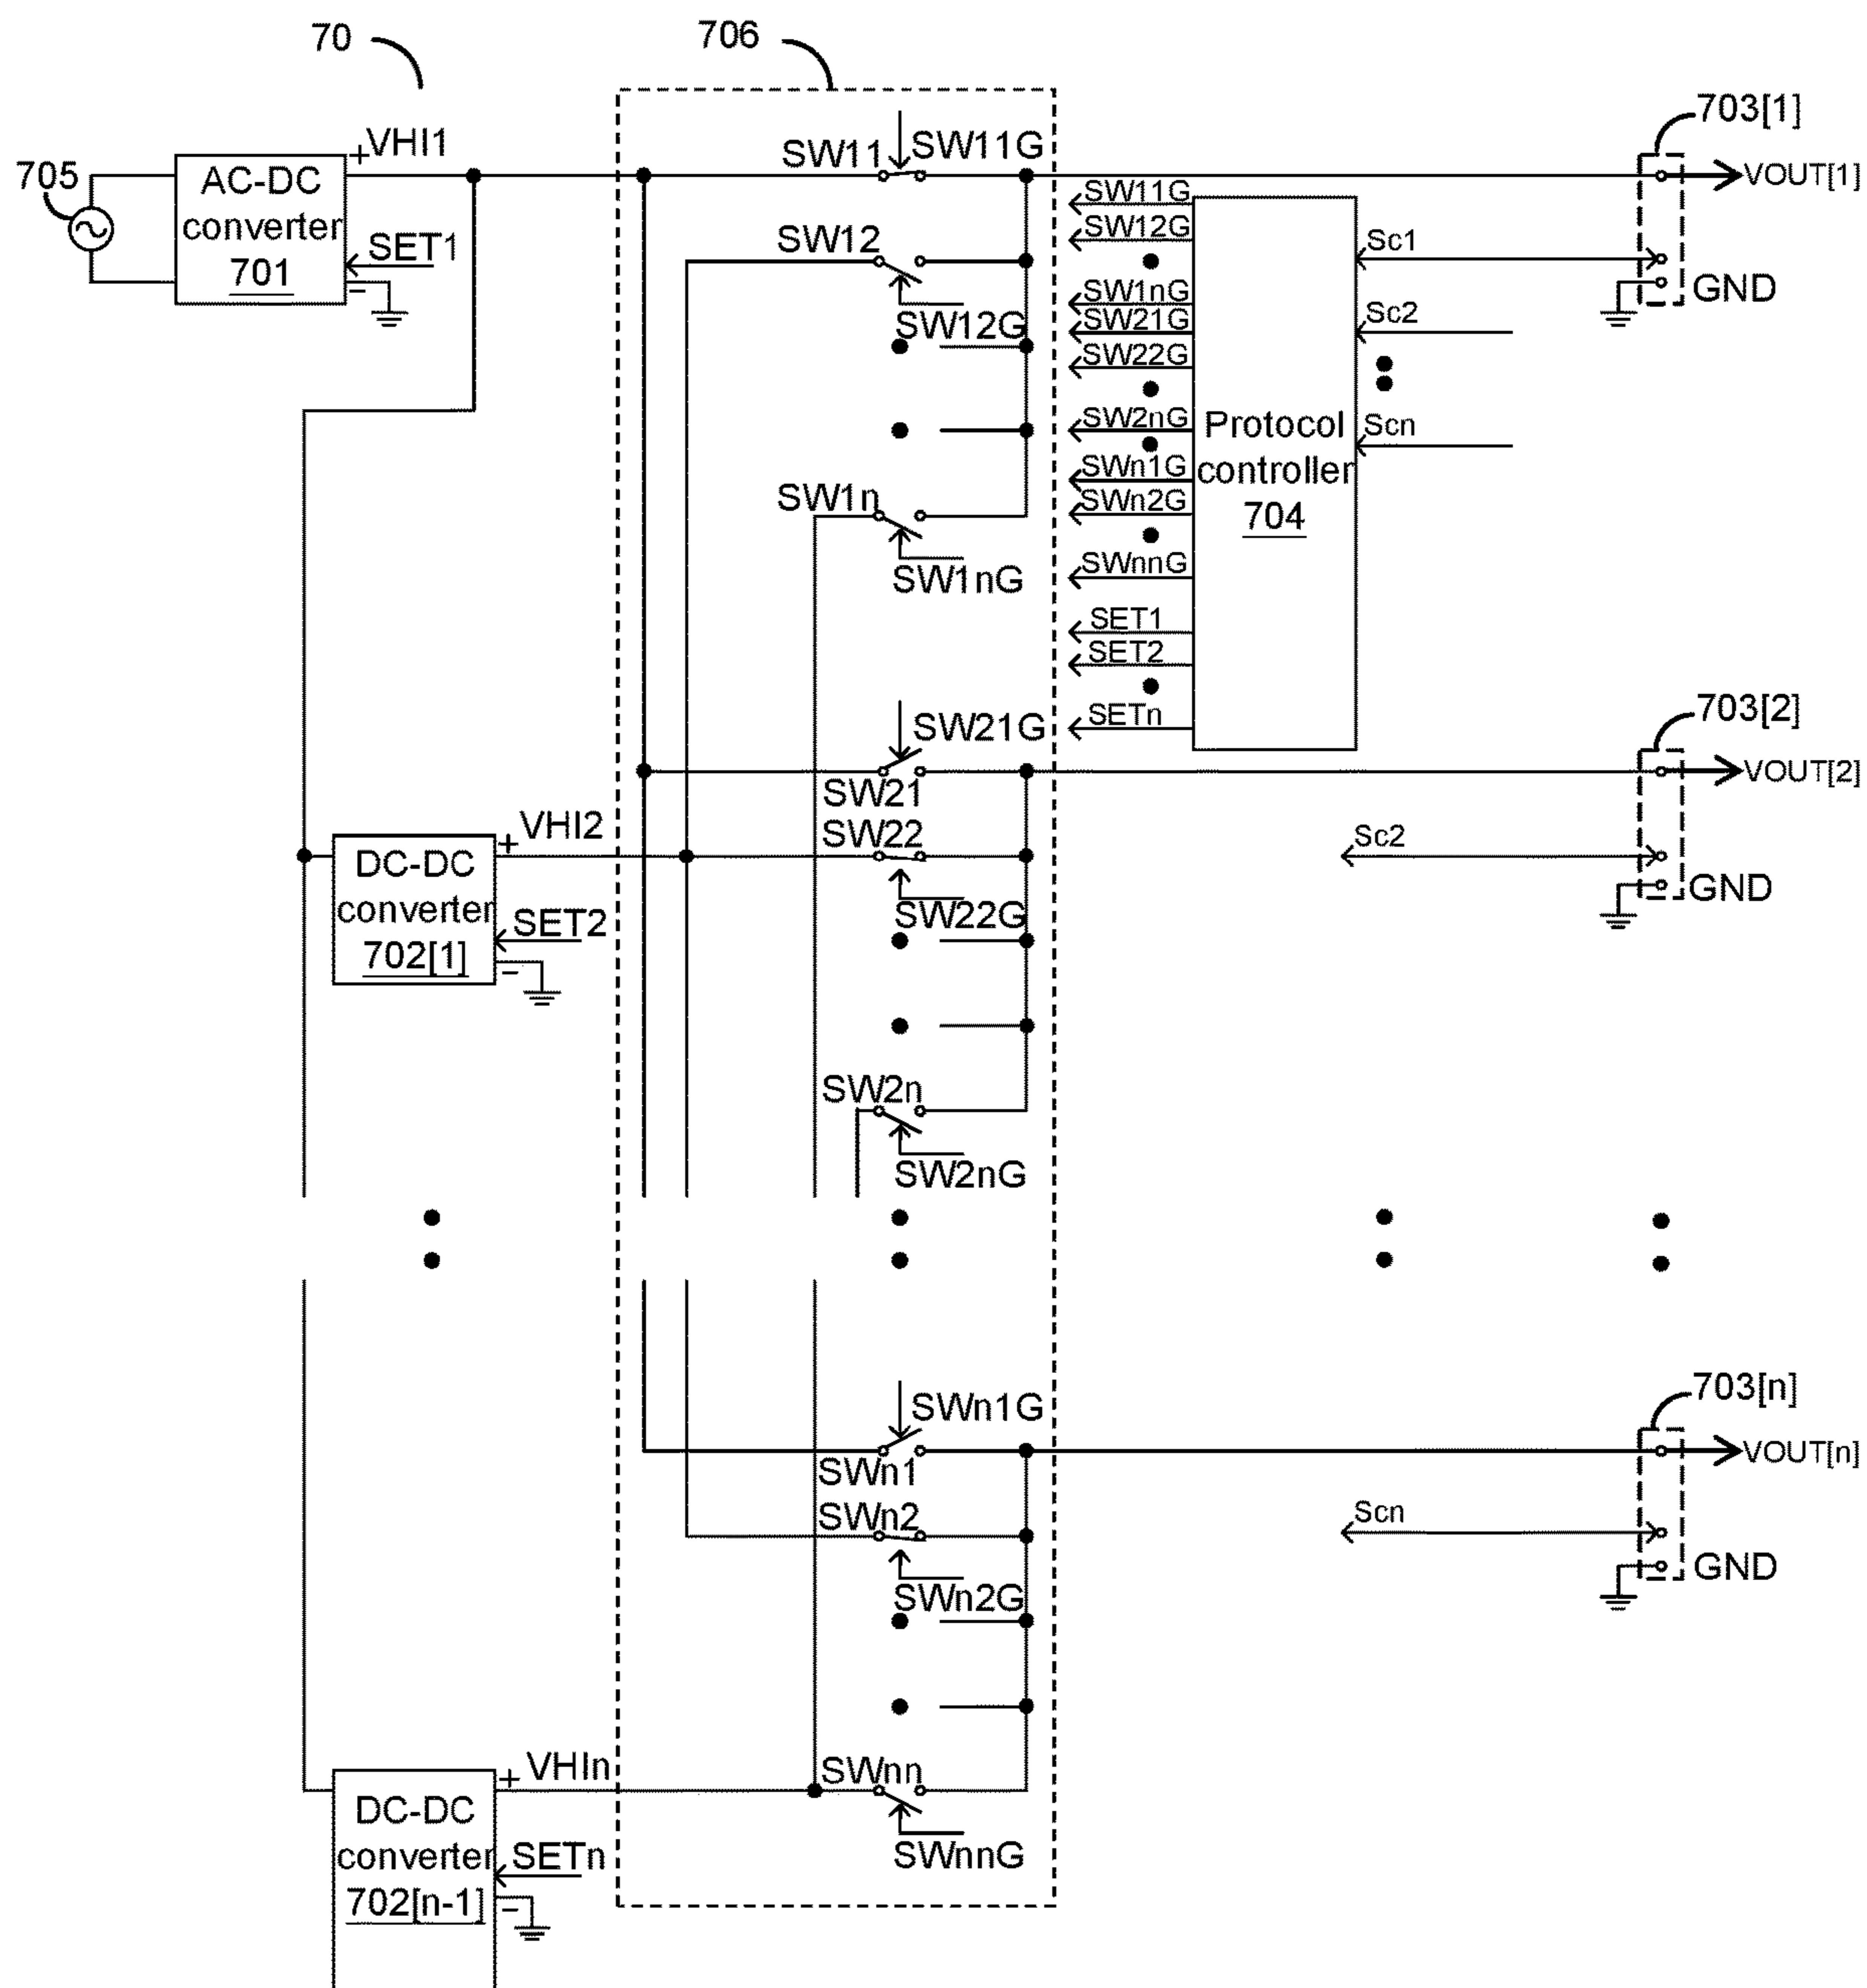 70
706
703[1]
705
AC-DC
converter
701
+
VHI1
SET1
−
SW11
SW11G
SW12
SW12G
SW1n
SW1nG
SW11G
SW12G
SW1nG
SW21G
SW22G
SW2nG
SWn1G
SWn2G
SWnnG
SET1
SET2
SETn
Protocol
controller
704
Sc1
Sc2
Scn
VOUT[1]
GND
703[2]
SW21G
SW21
VOUT[2]
DC-DC
converter
702[1]
+
VHI2
SET2
−
SW22
SW22G
Sc2
GND
SW2n
SW2nG
703[n]
SWn1G
SWn1
VOUT[n]
SWn2
SWn2G
Scn
GND
DC-DC
converter
702[n-1]
+
VHIn
SETn
−
SWnn
SWnnG